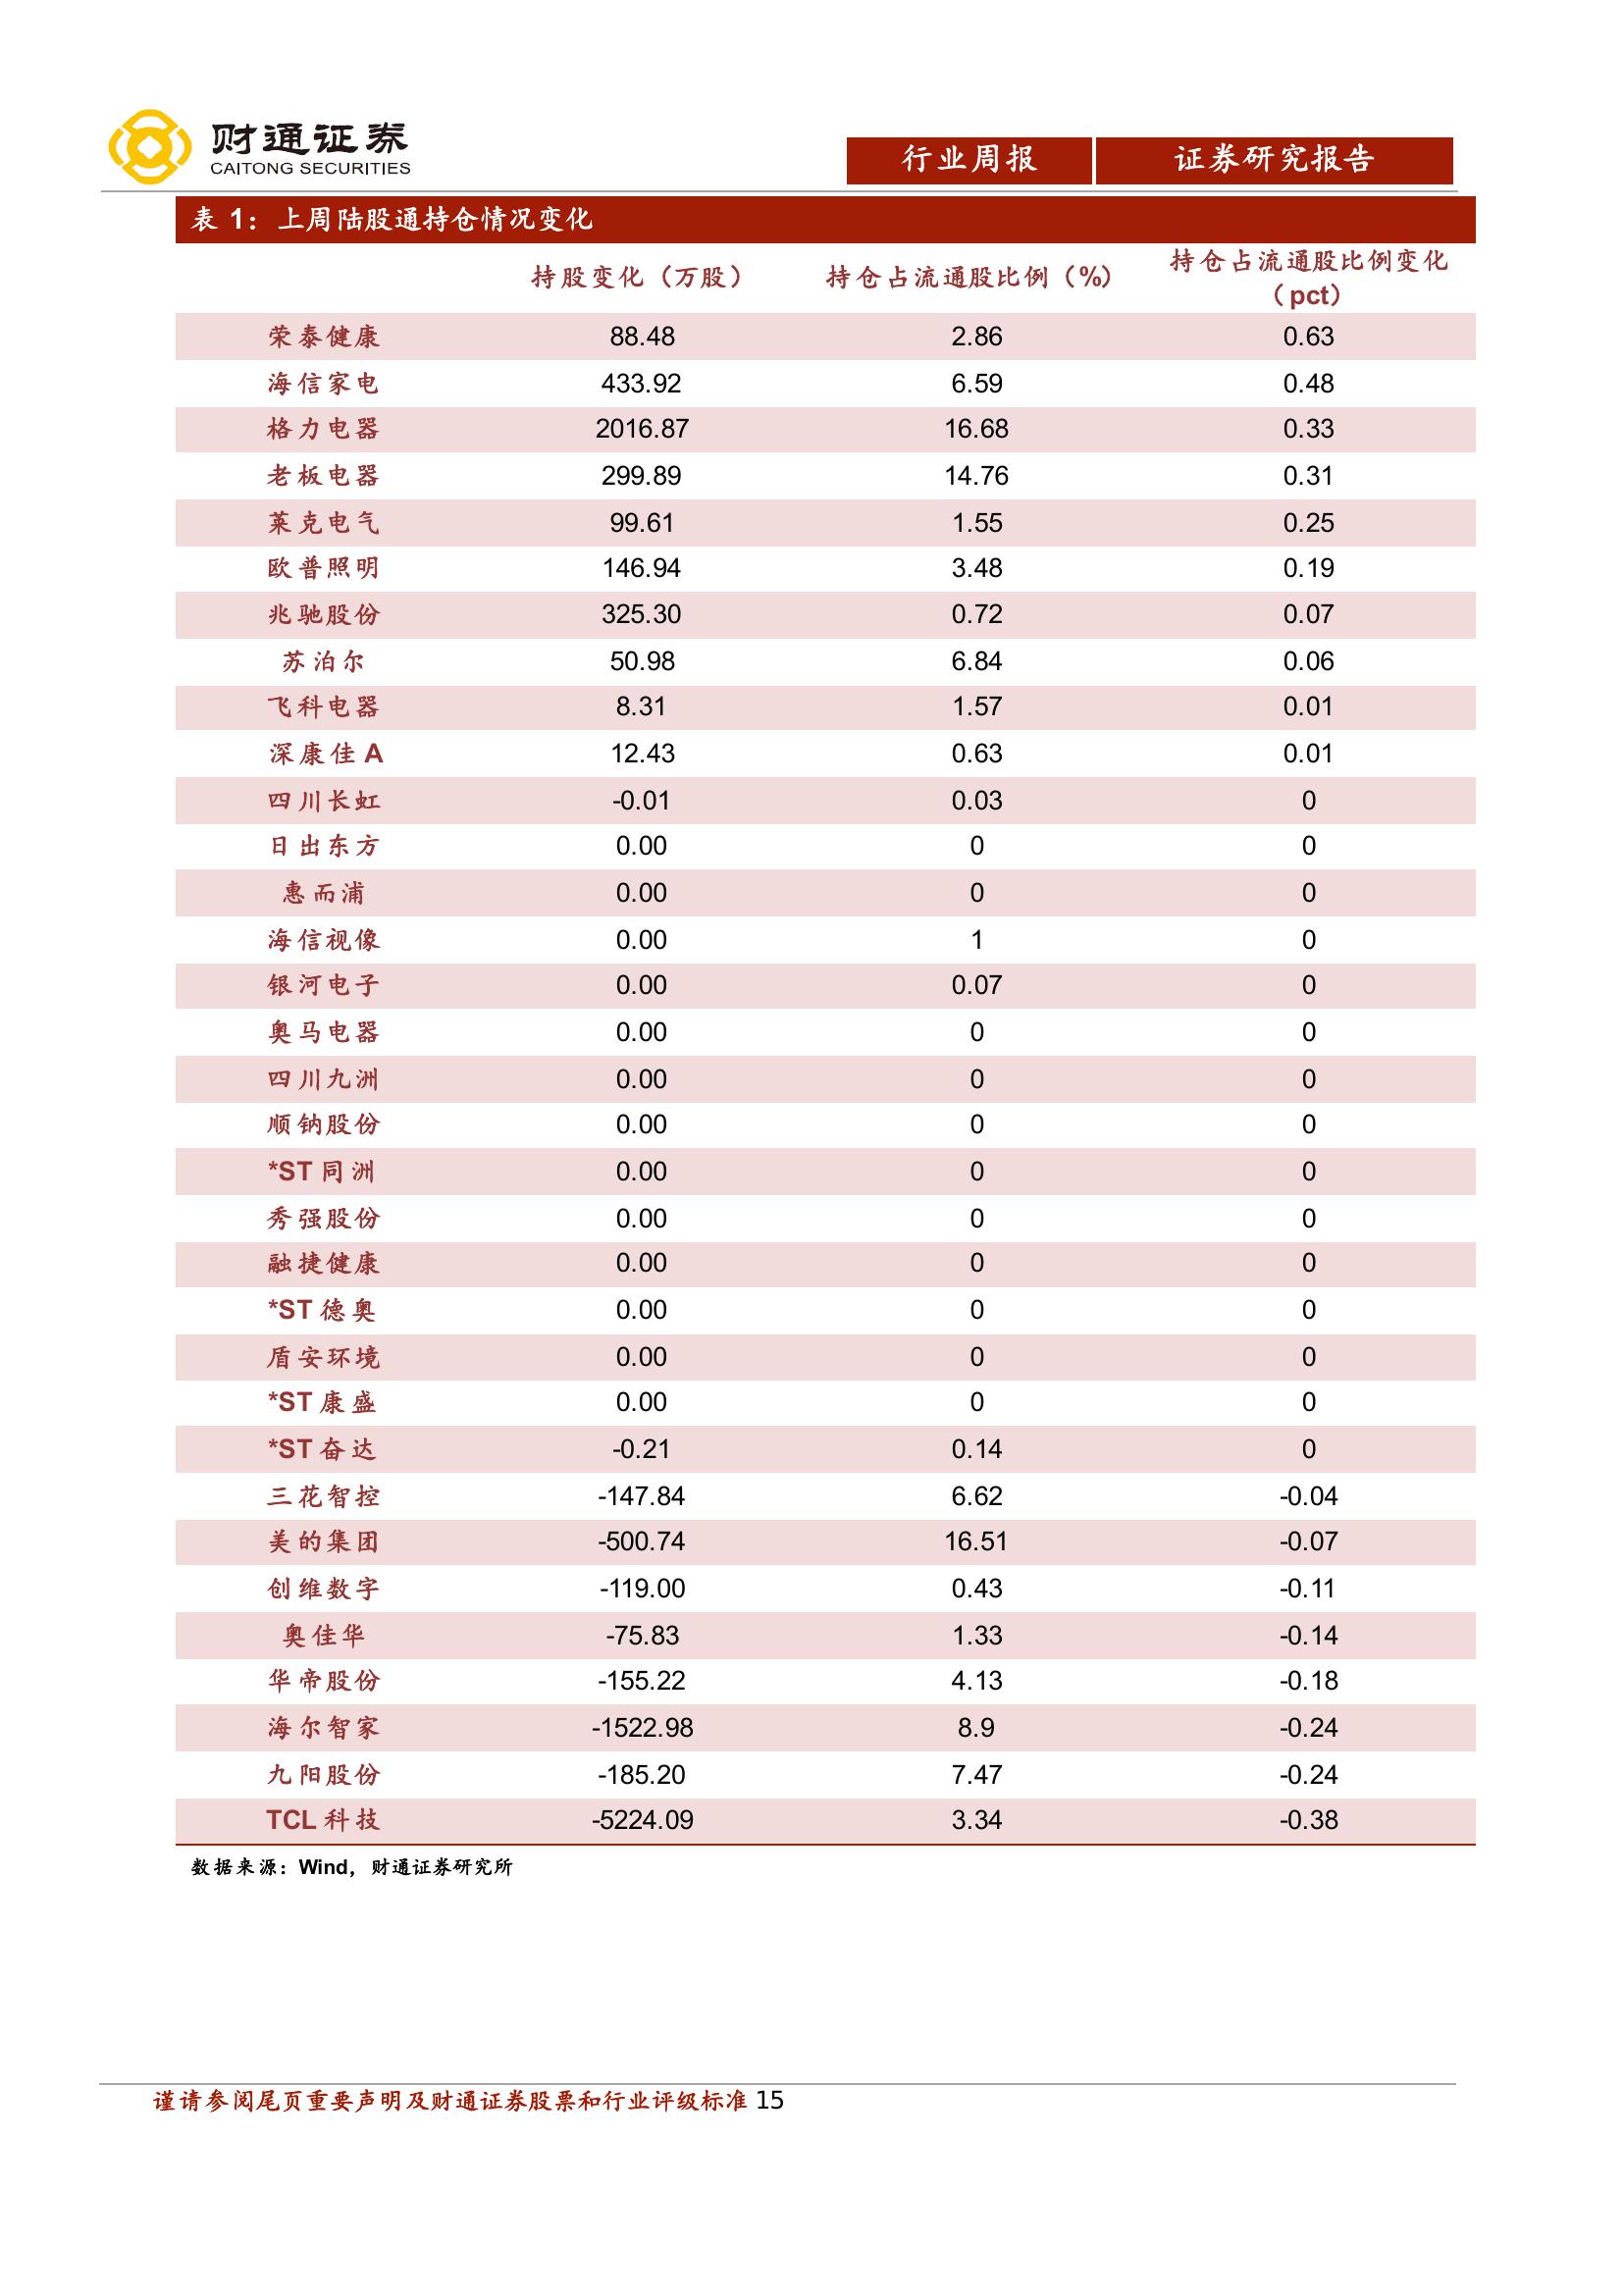 财通证券
CAITONG SECURITIES
行业周报 证券研究报告
表 1：上周陆股通持仓情况变化
持股变化（万股） 持仓占流通股比例（%） 持仓占流通股比例变化
（pct）
荣泰健康 88.48 2.86 0.63
海信家电 433.92 6.59 0.48
格力电器 2016.87 16.68 0.33
老板电器 299.89 14.76 0.31
莱克电气 99.61 1.55 0.25
欧普照明 146.94 3.48 0.19
兆驰股份 325.30 0.72 0.07
苏泊尔 50.98 6.84 0.06
飞科电器 8.31 1.57 0.01
深康佳 A 12.43 0.63 0.01
四川长虹 -0.01 0.03 0
日出东方 0.00 0 0
惠而浦 0.00 0 0
海信视像 0.00 1 0
银河电子 0.00 0.07 0
奥马电器 0.00 0 0
四川九洲 0.00 0 0
顺钠股份 0.00 0 0
*ST 同洲 0.00 0 0
秀强股份 0.00 0 0
融捷健康 0.00 0 0
*ST 德奥 0.00 0 0
盾安环境 0.00 0 0
*ST 康盛 0.00 0 0
*ST 奋达 -0.21 0.14 0
三花智控 -147.84 6.62 -0.04
美的集团 -500.74 16.51 -0.07
创维数字 -119.00 0.43 -0.11
奥佳华 -75.83 1.33 -0.14
华帝股份 -155.22 4.13 -0.18
海尔智家 -1522.98 8.9 -0.24
九阳股份 -185.20 7.47 -0.24
TCL 科技 -5224.09 3.34 -0.38
数据来源：Wind，财通证券研究所
谨请参阅尾页重要声明及财通证券股票和行业评级标准 15